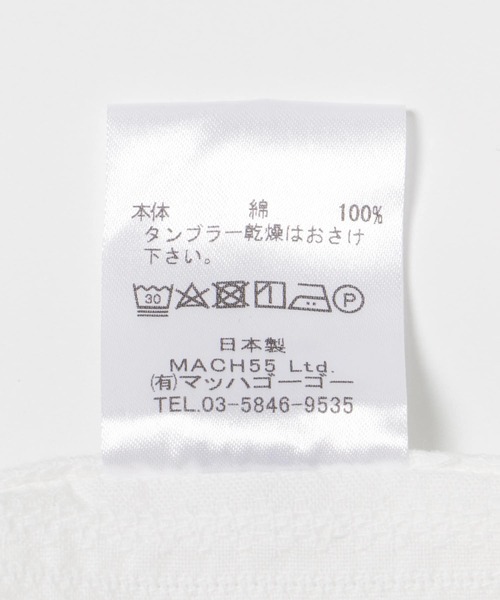 本体 綿 100%
タンブラー乾燥はおさけ
下さい。
30 P
日本製
MACH55 Ltd.
(有)マッハゴーゴー
TEL.03-5846-9535